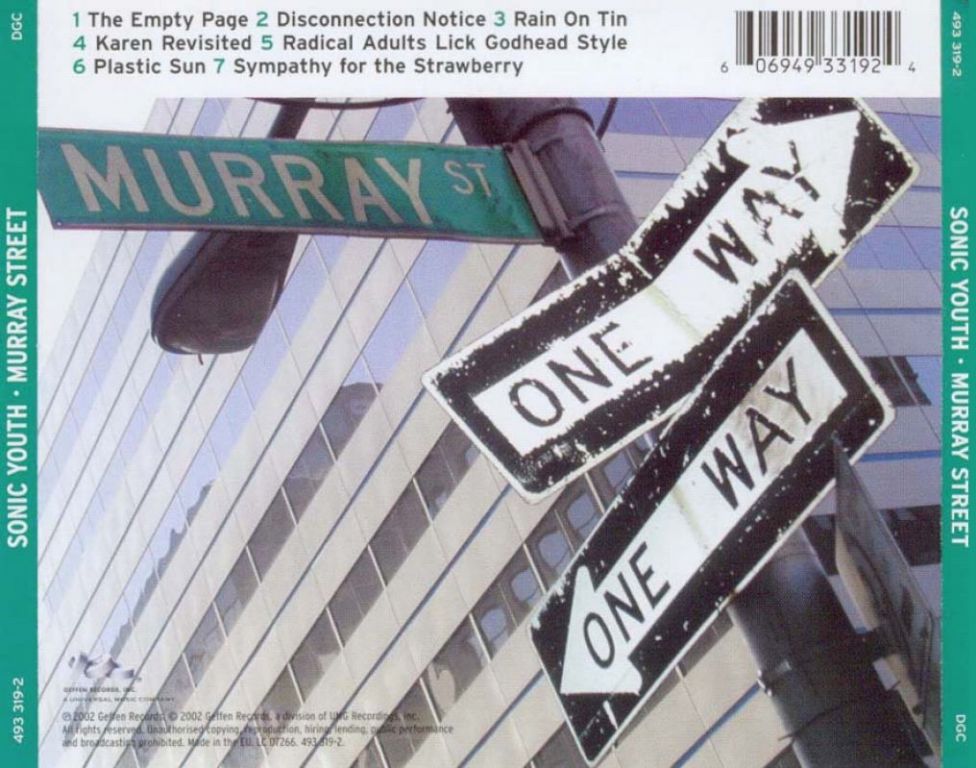 1 The Empty Page 2 Disconnection Notice 3 Rain On Tin
4 Karen Revisited 5 Radical Adults Lick Godhead Style
6 Plastic Sun 7 Sympathy for the Strawberry
6 06949 33192 4
DGC
SONIC YOUTH · MURRAY STREET
493 319-2
493 319-2
SONIC YOUTH · MURRAY STREET
DGC
MURRAY ST
ONE WAY
ONE WAY
GEFFEN RECORDS, INC.
A UNIVERSAL MUSIC COMPANY
℗ 2002 Geffen Records. © 2002 Geffen Records, a division of UMG Recordings, Inc.
All rights reserved. Unauthorised copying, reproduction, hiring, lending, public performance
and broadcasting prohibited. Made in the EU. LC 07266. 493 319-2.